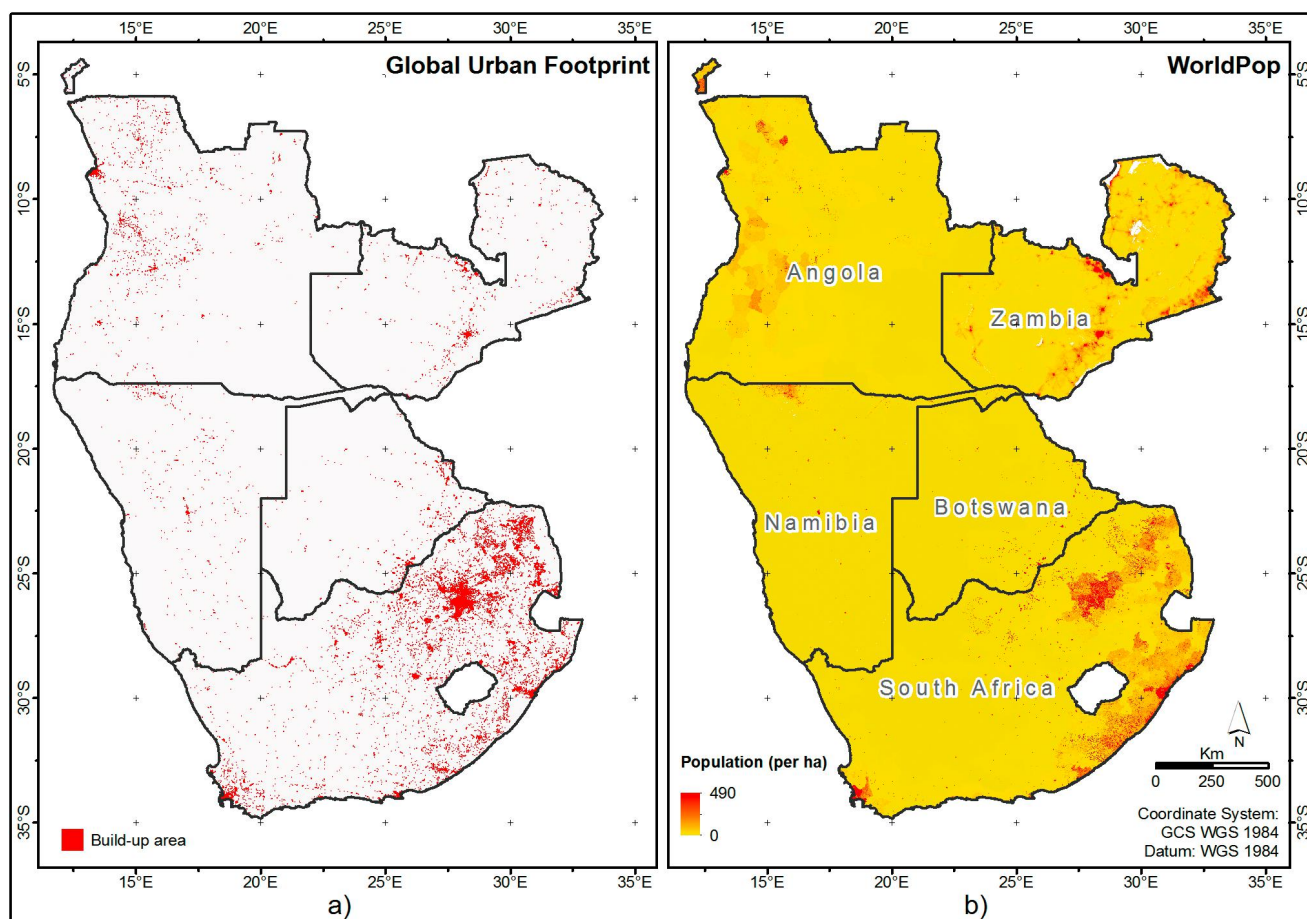 15°E 20°E 25°E 30°E 35°E
15°E 20°E 25°E 30°E 35°E
Global Urban Footprint
5°S
10°S
15°S
20°S
25°S
30°S
35°S
Build-up area
15°E 20°E 25°E 30°E 35°E
a)
WorldPop
5°S
10°S
15°S
20°S
25°S
30°S
35°S
Angola
Zambia
Namibia
Botswana
South Africa
N
Km
0 250 500
Population (per ha)
490
0
Coordinate System:
GCS WGS 1984
Datum: WGS 1984
15°E 20°E 25°E 30°E 35°E
b)